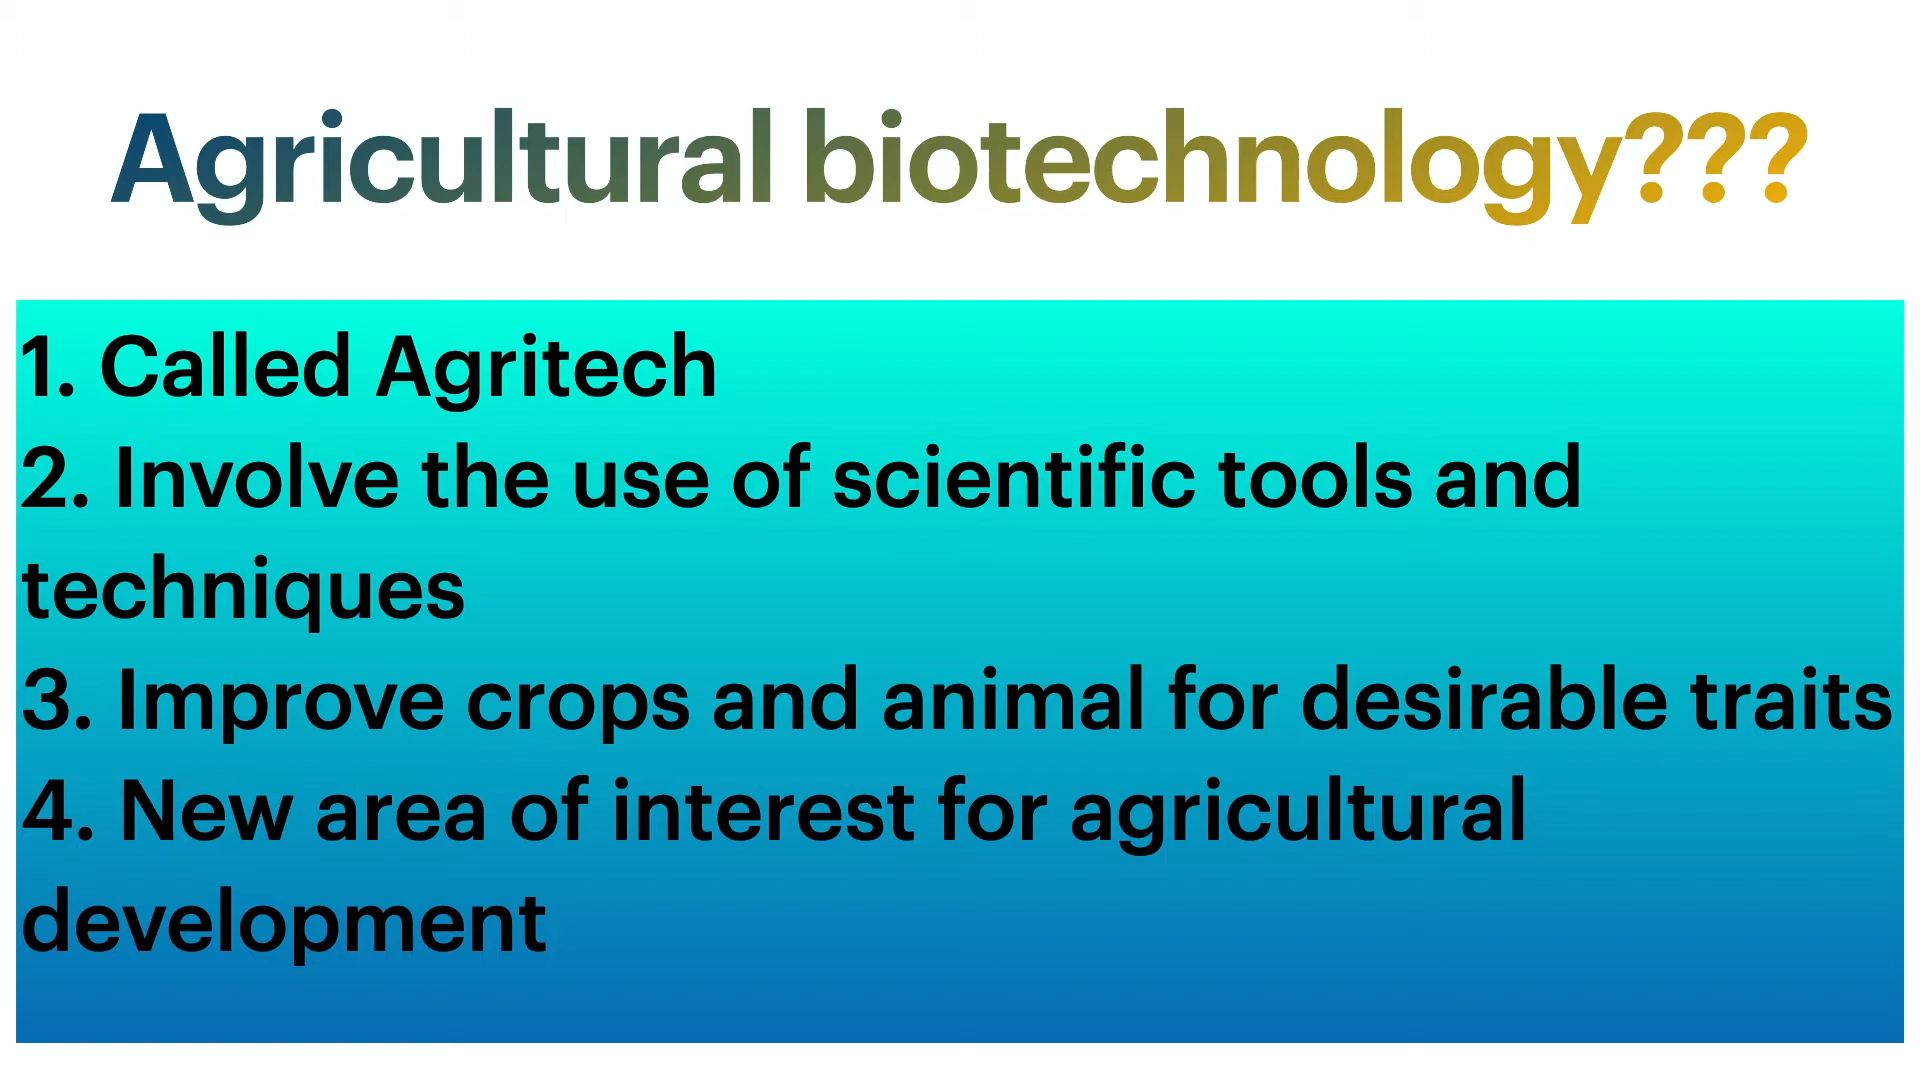 Agricultural biotechnology???
1. Called Agritech
2. Involve the use of scientific tools and
techniques
3. Improve crops and animal for desirable traits
4. New area of interest for agricultural
development